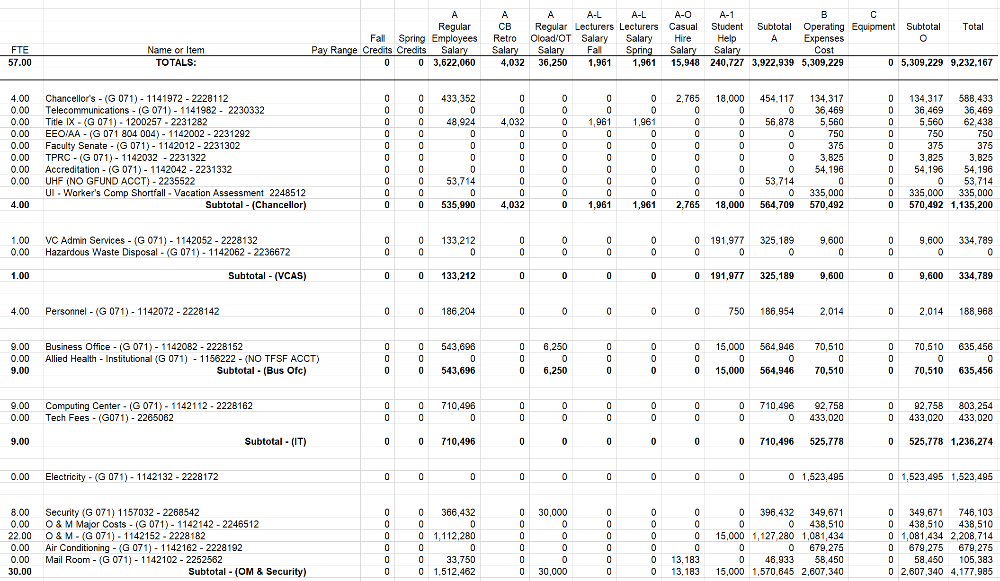 A A A A-L A-L A-O A-1 B C
Regular CB Regular Lecturers Lecturers Casual Student Subtotal Operating Equipment Subtotal Total
Fall Spring Employees Retro Oload/OT Salary Salary Hire Help A Expenses O
FTE Name or Item Pay Range Credits Credits Salary Salary Salary Fall Spring Salary Salary Cost
57.00 TOTALS: 0 0 3,622,060 4,032 36,250 1,961 1,961 15,948 240,727 3,922,939 5,309,229 0 5,309,229 9,232,167
4.00 Chancellor's - (G 071) - 1141972 - 2228112 0 0 433,352 0 0 0 0 2,765 18,000 454,117 134,317 0 134,317 588,433
0.00 Telecommunications - (G 071) - 1141982 - 2230332 0 0 0 0 0 0 0 0 0 0 36,469 0 36,469 36,469
0.00 Title IX - (G 071) - 1200257 - 2231282 0 0 48,924 4,032 0 1,961 1,961 0 0 56,878 5,560 0 5,560 62,438
0.00 EEO/AA - (G 071 804 004) - 1142002 - 2231292 0 0 0 0 0 0 0 0 0 0 750 0 750 750
0.00 Faculty Senate - (G 071) - 1142012 - 2231302 0 0 0 0 0 0 0 0 0 0 375 0 375 375
0.00 TPRC - (G 071) - 1142032 - 2231322 0 0 0 0 0 0 0 0 0 0 3,825 0 3,825 3,825
0.00 Accreditation - (G 071) - 1142042 - 2231332 0 0 0 0 0 0 0 0 0 0 54,196 0 54,196 54,196
0.00 UHF (NO GFUND ACCT) - 2235522 0 0 53,714 0 0 0 0 0 0 53,714 0 0 0 53,714
UI - Worker's Comp Shortfall - Vacation Assessment 2248512 0 0 0 0 0 0 0 0 0 0 335,000 0 335,000 335,000
4.00 Subtotal - (Chancellor) 0 0 535,990 4,032 0 1,961 1,961 2,765 18,000 564,709 570,492 0 570,492 1,135,200
1.00 VC Admin Services - (G 071) - 1142052 - 2228132 0 0 133,212 0 0 0 0 0 191,977 325,189 9,600 0 9,600 334,789
0.00 Hazardous Waste Disposal - (G 071) - 1142062 - 2236672 0 0 0 0 0 0 0 0 0 0 0 0 0 0
1.00 Subtotal - (VCAS) 0 0 133,212 0 0 0 0 0 191,977 325,189 9,600 0 9,600 334,789
4.00 Personnel - (G 071) - 1142072 - 2228142 0 0 186,204 0 0 0 0 0 750 186,954 2,014 0 2,014 188,968
9.00 Business Office - (G 071) - 1142082 - 2228152 0 0 543,696 0 6,250 0 0 0 15,000 564,946 70,510 0 70,510 635,456
0.00 Allied Health - Institutional (G 071) - 1156222 - (NO TFSF ACCT) 0 0 0 0 0 0 0 0 0 0 0 0 0 0
9.00 Subtotal - (Bus Ofc) 0 0 543,696 0 6,250 0 0 0 15,000 564,946 70,510 0 70,510 635,456
9.00 Computing Center - (G 071) - 1142112 - 2228162 0 0 710,496 0 0 0 0 0 0 710,496 92,758 0 92,758 803,254
0.00 Tech Fees - (G071) - 2265062 0 0 0 0 0 0 0 0 0 0 433,020 0 433,020 433,020
9.00 Subtotal - (IT) 0 0 710,496 0 0 0 0 0 0 710,496 525,778 0 525,778 1,236,274
0.00 Electricity - (G 071) - 1142132 - 2228172 0 0 0 0 0 0 0 0 0 0 1,523,495 0 1,523,495 1,523,495
8.00 Security (G 071) 1157032 - 2268542 0 0 366,432 0 30,000 0 0 0 0 396,432 349,671 0 349,671 746,103
0.00 O & M Major Costs - (G 071) - 1142142 - 2246512 0 0 0 0 0 0 0 0 0 0 438,510 0 438,510 438,510
22.00 O & M - (G 071) - 1142152 - 2228182 0 0 1,112,280 0 0 0 0 0 15,000 1,127,280 1,081,434 0 1,081,434 2,208,714
0.00 Air Conditioning - (G 071) - 1142162 - 2228192 0 0 0 0 0 0 0 0 0 0 679,275 0 679,275 679,275
0.00 Mail Room - (G 071) - 1142102 - 2252562 0 0 33,750 0 0 0 0 13,183 0 46,933 58,450 0 58,450 105,383
30.00 Subtotal - (OM & Security) 0 0 1,512,462 0 30,000 0 0 13,183 15,000 1,570,645 2,607,340 0 2,607,340 4,177,985